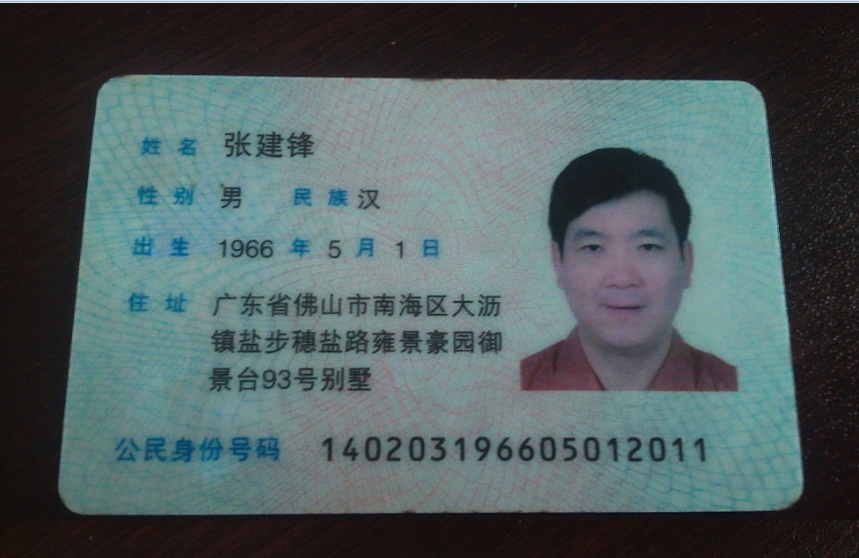 姓名 张建锋
性别 男 民族 汉
出生 1966 年 5 月 1 日
住址 广东省佛山市南海区大沥
镇盐步穗盐路雍景豪园御
景台93号别墅
公民身份号码 140203196605012011